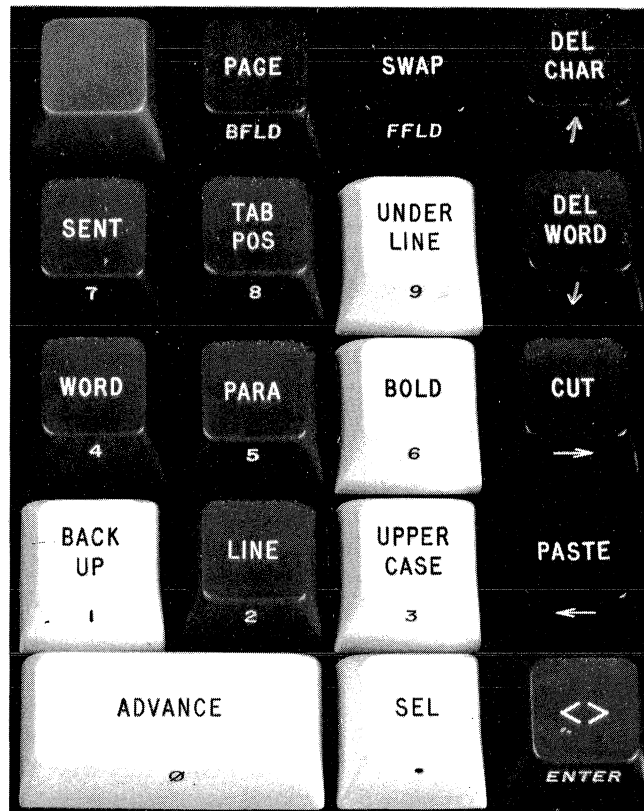 PAGE
BFLD
SWAP
FFLD
DEL
CHAR
↑
SENT
7
TAB
POS
8
UNDER
LINE
9
DEL
WORD
↓
WORD
4
PARA
5
BOLD
6
CUT
→
BACK
UP
1
LINE
2
UPPER
CASE
3
PASTE
←
ADVANCE
Ø
SEL
.
<>
ENTER